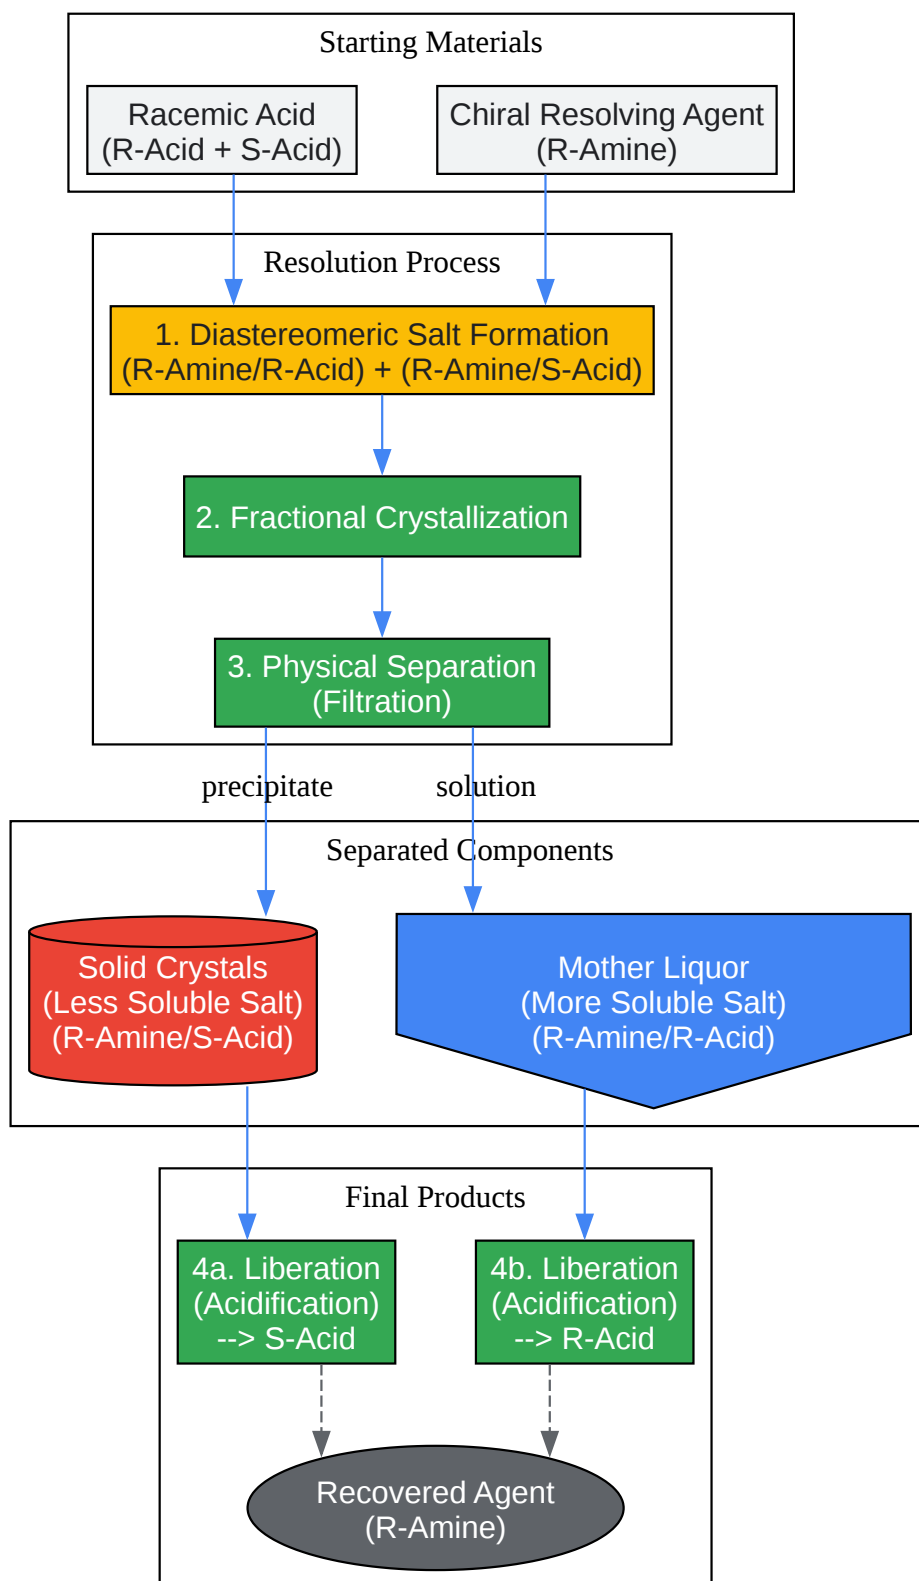 Starting Materials
Racemic Acid
(R-Acid + S-Acid)
Chiral Resolving Agent
(R-Amine)
Resolution Process
1. Diastereomeric Salt Formation
(R-Amine/R-Acid) + (R-Amine/S-Acid)
2. Fractional Crystallization
3. Physical Separation
(Filtration)
precipitate
solution
Separated Components
Solid Crystals
(Less Soluble Salt)
(R-Amine/S-Acid)
Mother Liquor
(More Soluble Salt)
(R-Amine/R-Acid)
Final Products
4a. Liberation
(Acidification)
--> S-Acid
4b. Liberation
(Acidification)
--> R-Acid
Recovered Agent
(R-Amine)